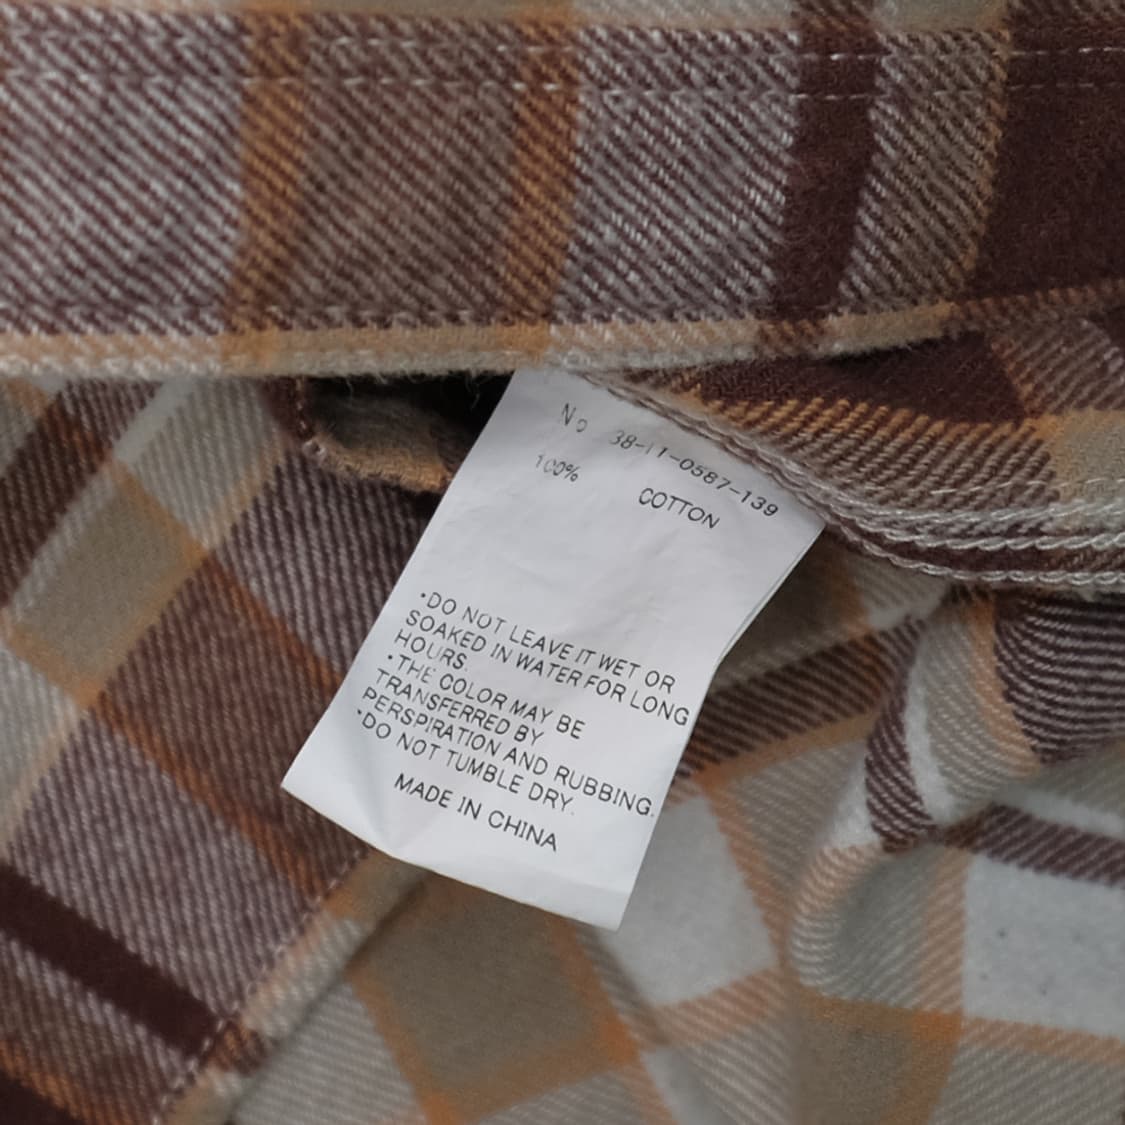 No 38-11-0587-139
100% COTTON
·DO NOT LEAVE IT WET OR
SOAKED IN WATER FOR LONG
HOURS.
·THE COLOR MAY BE
TRANSFERRED BY
PERSPIRATION AND RUBBING.
·DO NOT TUMBLE DRY.
MADE IN CHINA